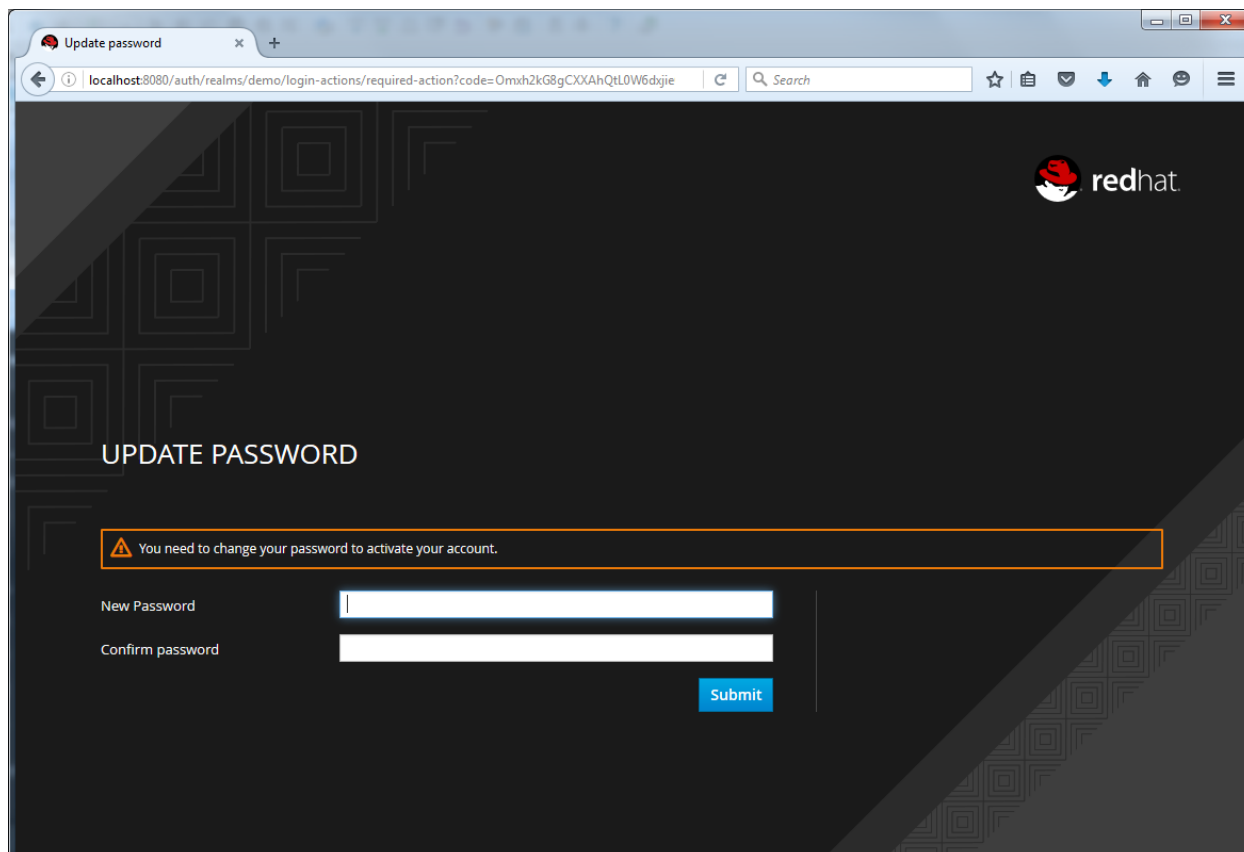 Update password
localhost:8080/auth/realms/demo/login-actions/required-action?code=Omxh2kG8gCXXAhQtL0W6dxjie
Search
redhat.
UPDATE PASSWORD
You need to change your password to activate your account.
New Password
Confirm password
Submit